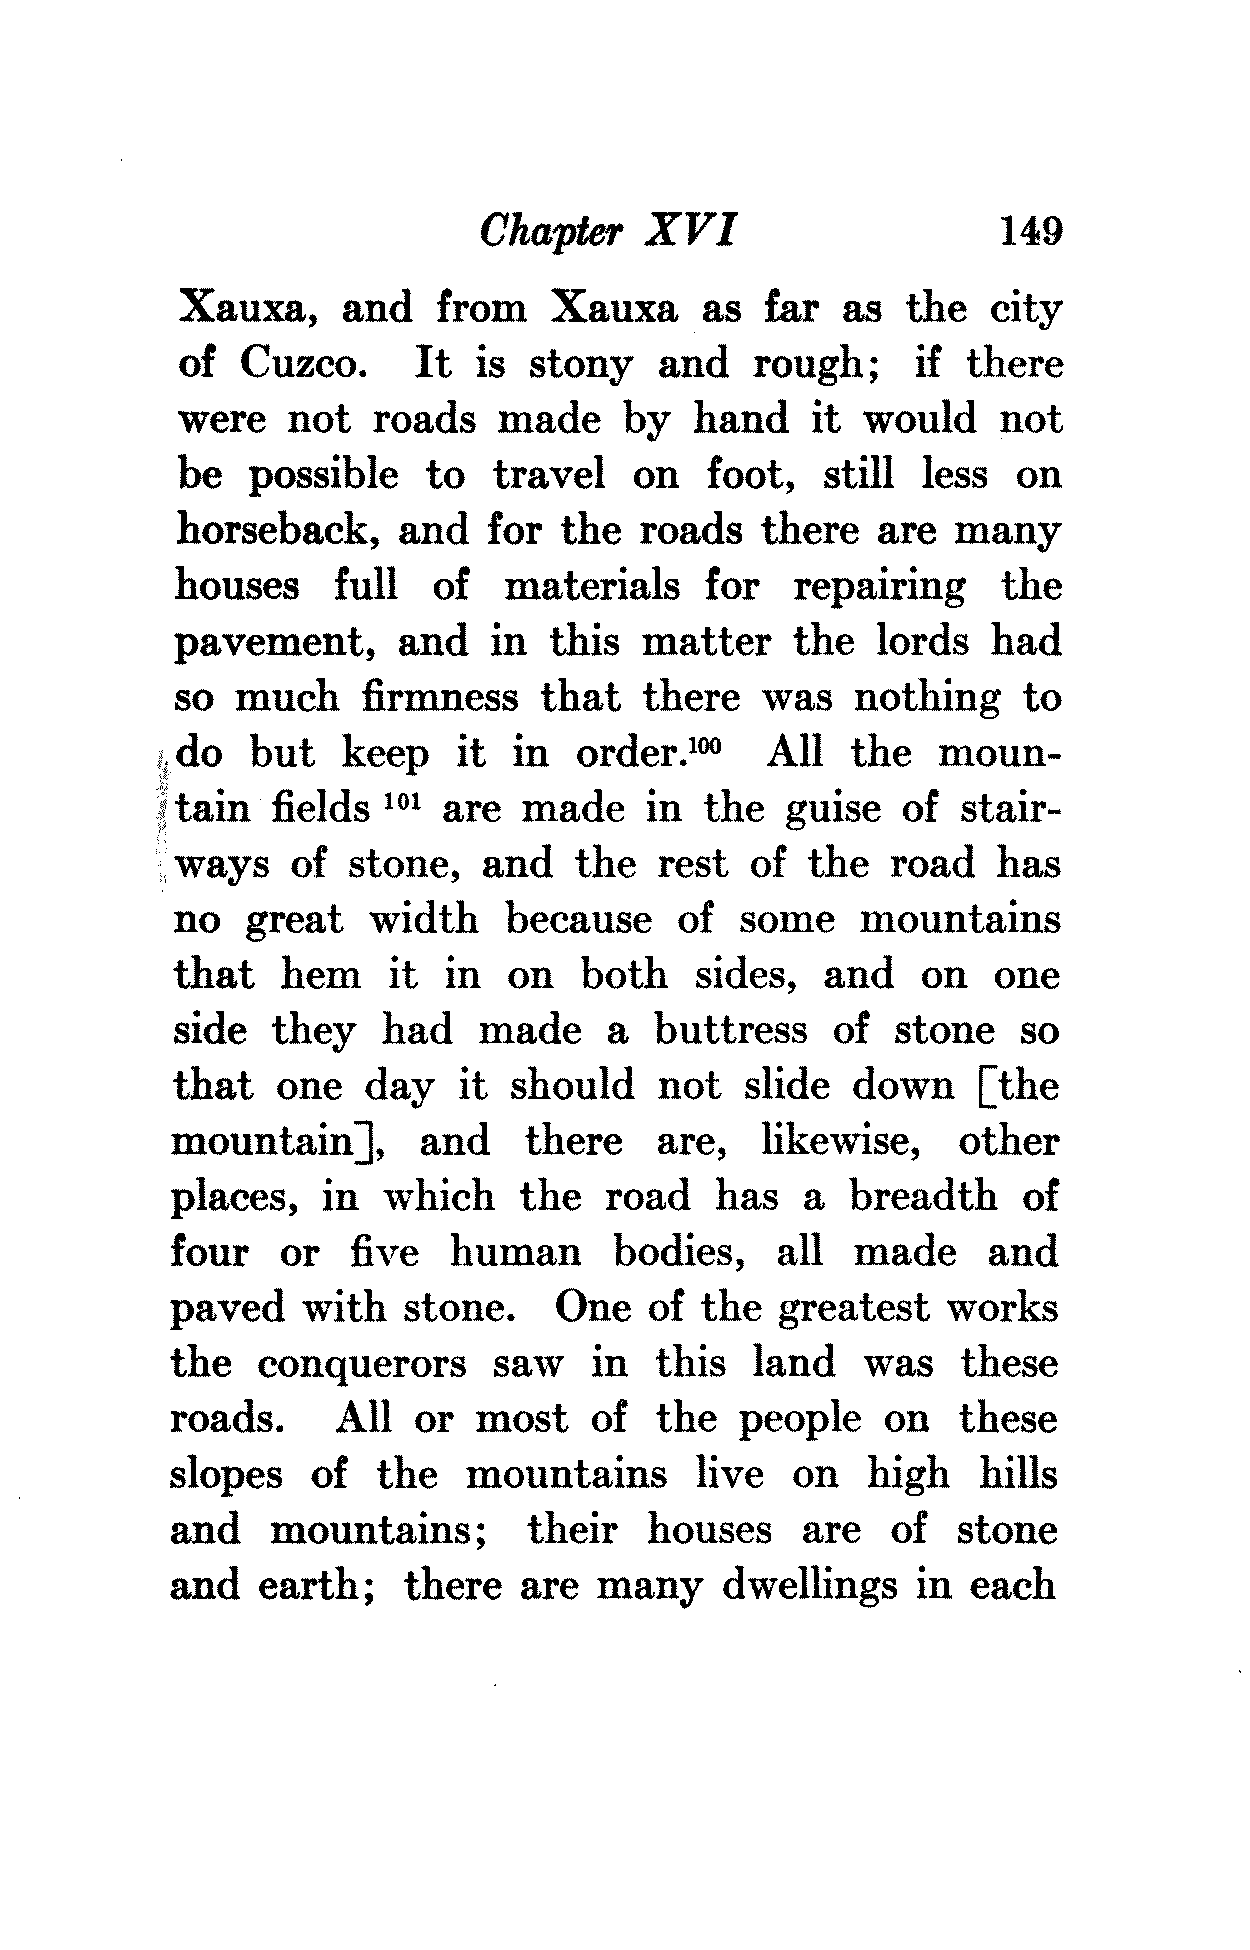 Chapter XVI 149
Xauxa, and from Xauxa as far as the city
of Cuzco. It is stony and rough; if there
were not roads made by hand it would not
be possible to travel on foot, still less on
horseback, and for the roads there are many
houses full of materials for repairing the
pavement, and in this matter the lords had
so much firmness that there was nothing to
do but keep it in order.¹⁰⁰ All the moun-
tain fields ¹⁰¹ are made in the guise of stair-
ways of stone, and the rest of the road has
no great width because of some mountains
that hem it in on both sides, and on one
side they had made a buttress of stone so
that one day it should not slide down [the
mountain], and there are, likewise, other
places, in which the road has a breadth of
four or five human bodies, all made and
paved with stone. One of the greatest works
the conquerors saw in this land was these
roads. All or most of the people on these
slopes of the mountains live on high hills
and mountains; their houses are of stone
and earth; there are many dwellings in each